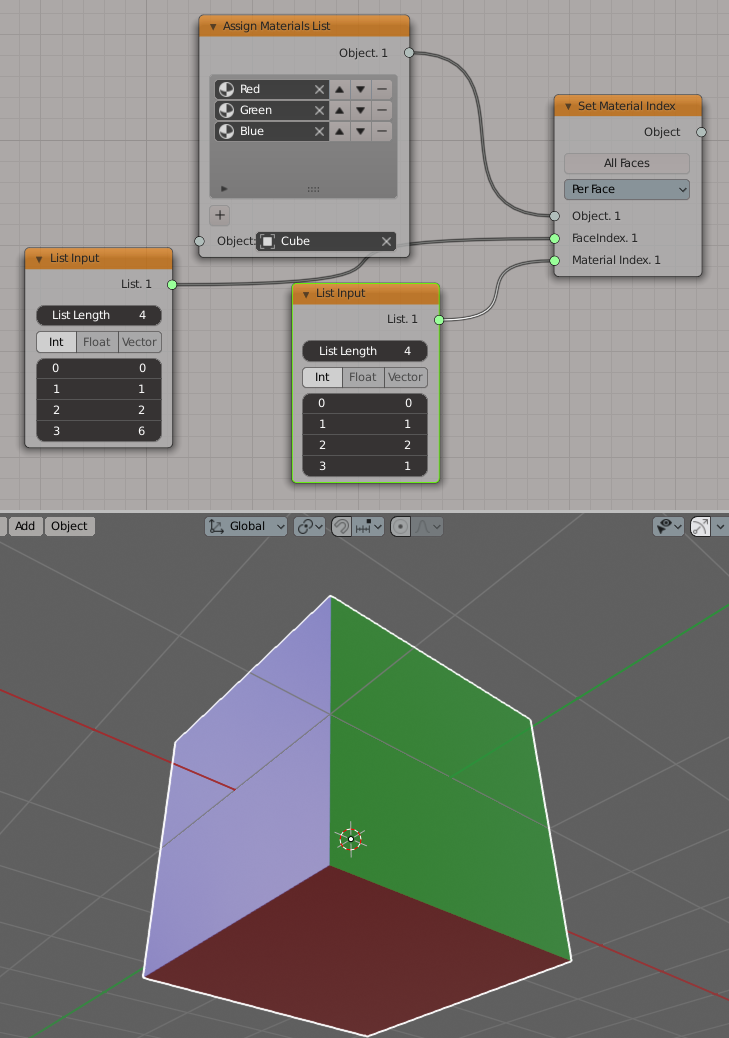 Assign Materials List
Object. 1
Red
Green
Blue
Object:
Cube
Set Material Index
Object
All Faces
Per Face
Object. 1
FaceIndex. 1
Material Index. 1
List Input
List. 1
List Length 4
Int Float Vector
0 0
1 1
2 2
3 6
List Input
List. 1
List Length 4
Int Float Vector
0 0
1 1
2 2
3 1
Add Object Global